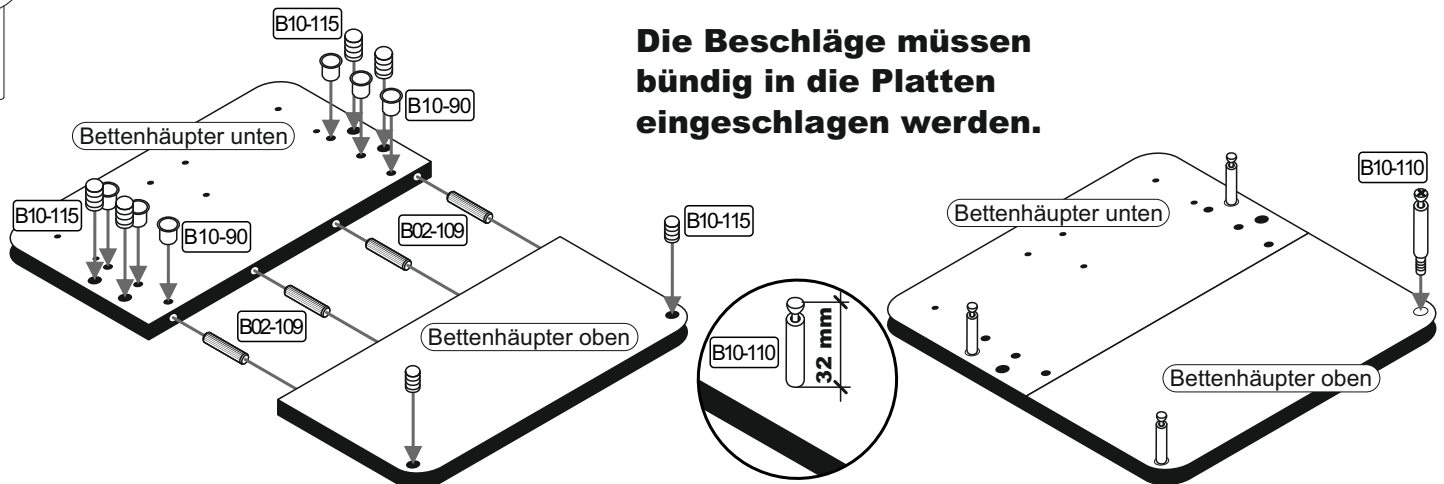 B10-115
B10-90
Bettenhäupter unten
B10-115
B10-90
B02-109
B02-109
B10-115
Bettenhäupter oben
Die Beschläge müssen
bündig in die Platten
eingeschlagen werden.
B10-110
32 mm
B10-110
Bettenhäupter unten
Bettenhäupter oben